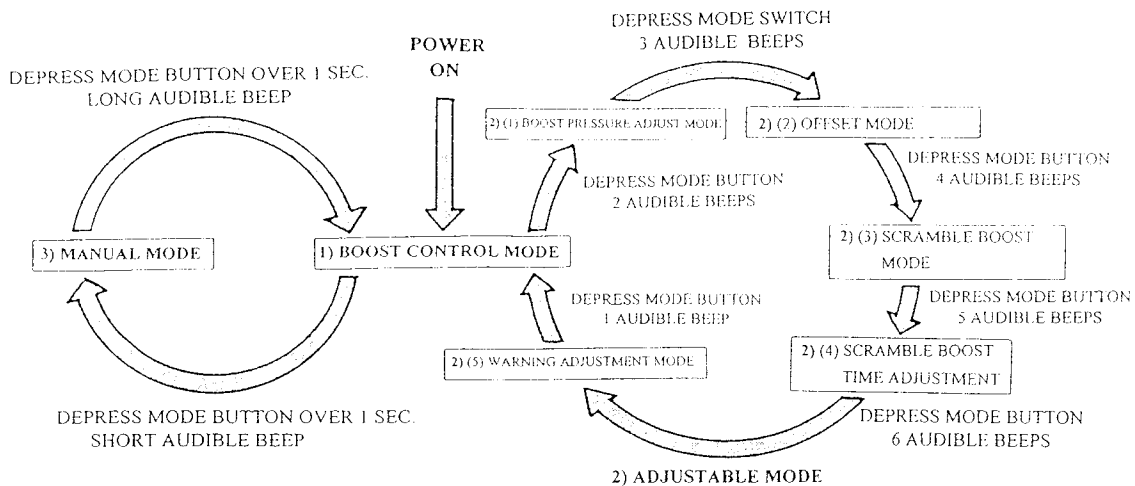 DEPRESS MODE SWITCH
3 AUDIBLE BEEPS
POWER
ON
DEPRESS MODE BUTTON OVER 1 SEC.
LONG AUDIBLE BEEP
2) (1) BOOST PRESSURE ADJUST MODE
2) (2) OFFSET MODE
DEPRESS MODE BUTTON
2 AUDIBLE BEEPS
DEPRESS MODE BUTTON
4 AUDIBLE BEEPS
3) MANUAL MODE
1) BOOST CONTROL MODE
2) (3) SCRAMBLE BOOST
MODE
DEPRESS MODE BUTTON
1 AUDIBLE BEEP
DEPRESS MODE BUTTON
5 AUDIBLE BEEPS
2) (5) WARNING ADJUSTMENT MODE
2) (4) SCRAMBLE BOOST
TIME ADJUSTMENT
DEPRESS MODE BUTTON OVER 1 SEC.
SHORT AUDIBLE BEEP
DEPRESS MODE BUTTON
6 AUDIBLE BEEPS
2) ADJUSTABLE MODE